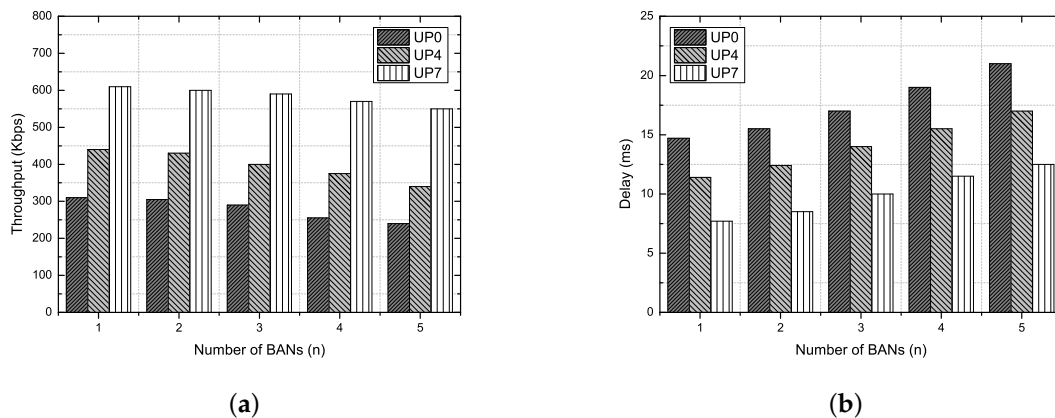 800
700
600
500
400
300
200
100
0
Throughput (Kbps)
UP0
UP4
UP7
1 2 3 4 5
Number of BANs (n)
(a)
25
20
15
10
5
0
Delay (ms)
UP0
UP4
UP7
1 2 3 4 5
Number of BANs (n)
(b)